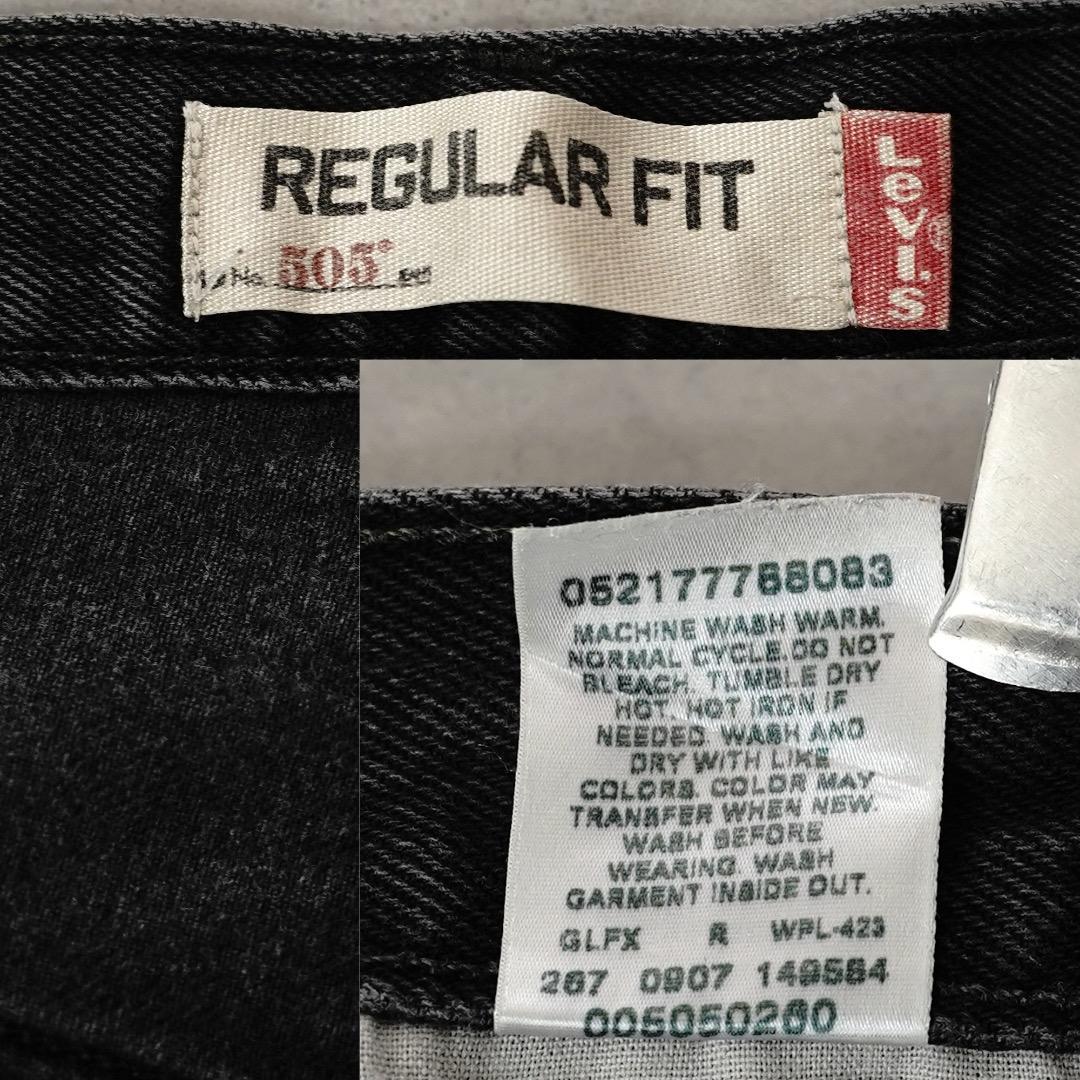 REGULAR FIT
No. 505°
Levi's
052177788083
MACHINE WASH WARM.
NORMAL CYCLE.DO NOT
BLEACH. TUMBLE DRY
HOT. HOT IRON IF
NEEDED. WASH AND
DRY WITH LIKE
COLORS. COLOR MAY
TRANSFER WHEN NEW.
WASH BEFORE
WEARING. WASH
GARMENT INSIDE OUT.
GLFX R WPL-423
267 0907 149584
005050260